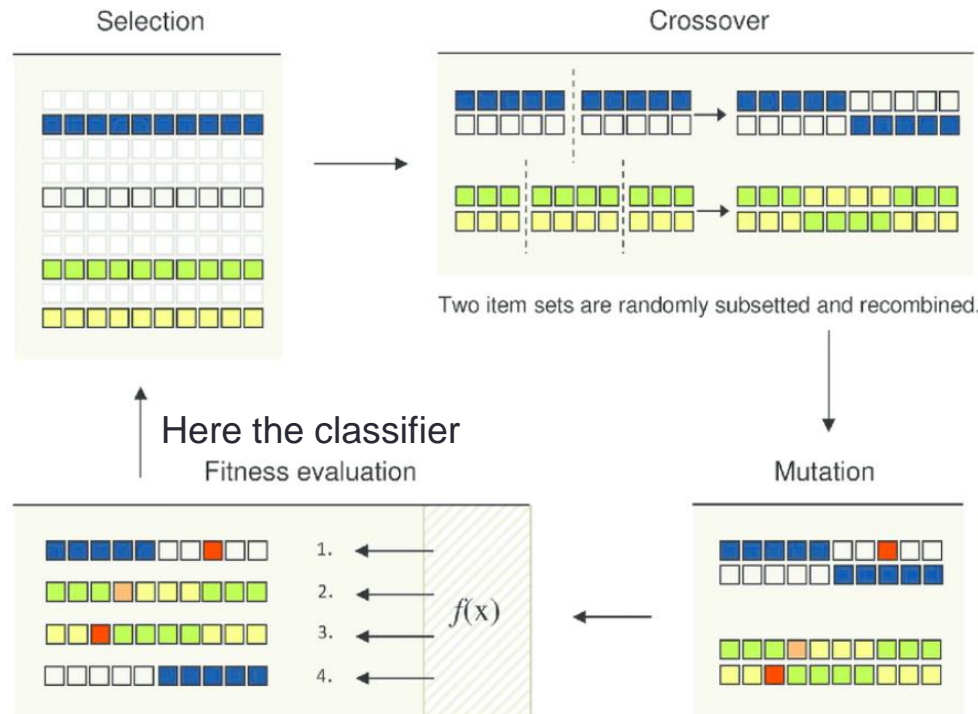 Selection
Crossover
Two item sets are randomly subsetted and recombined.
Here the classifier
Fitness evaluation
Mutation
1.
2.
3.
4.
f(x)